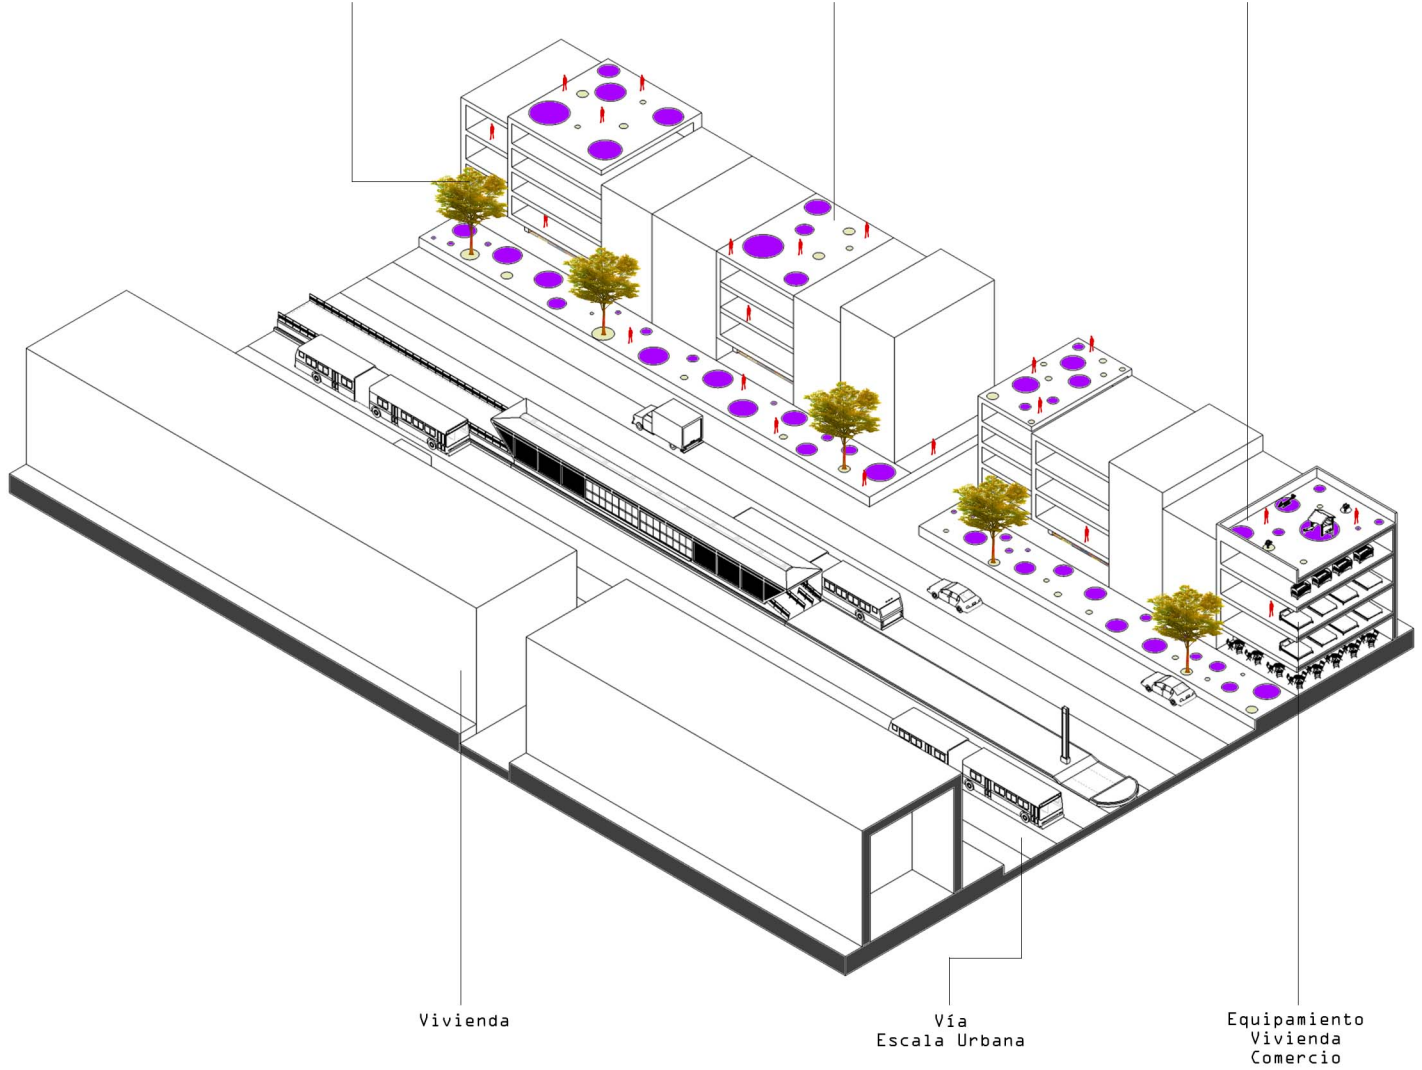 Vivienda
Vía
Escala Urbana
Equipamiento
Vivienda
Comercio